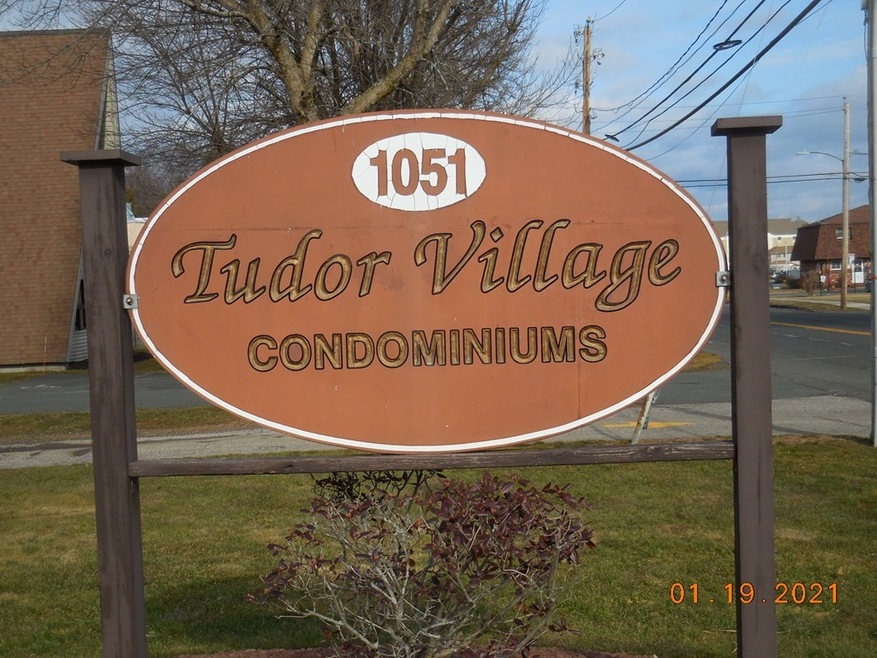 1051
Tudor Village
CONDOMINIUMS
01.19.2021